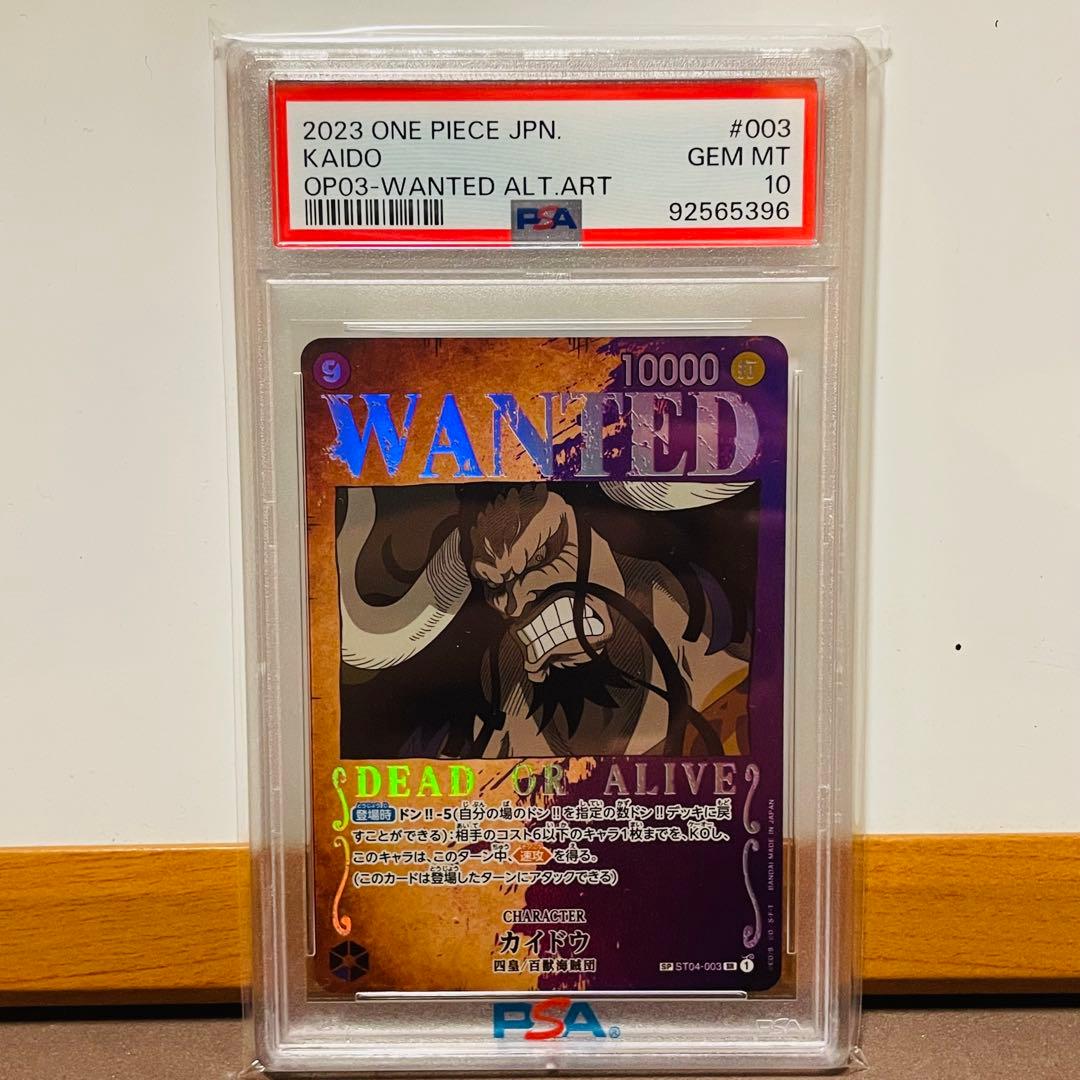 2023 ONE PIECE JPN. #003
KAIDO GEM MT
OP03-WANTED ALT.ART 10
PSA 92565396
9 10000 打
WANTED
DEAD OR ALIVE
登場時 ドン!!-5(自分の場のドン!!を指定の数ドン!!デッキに戻
すことができる):相手のコスト6以下のキャラ1枚までを、KOし、
このキャラは、このターン中、速攻を得る。
(このカードは登場したターンにアタックできる)
CHARACTER
カイドウ
四皇/百獣海賊団
SP ST04-003 SR 1
BANDAI MADE IN JAPAN
PSA